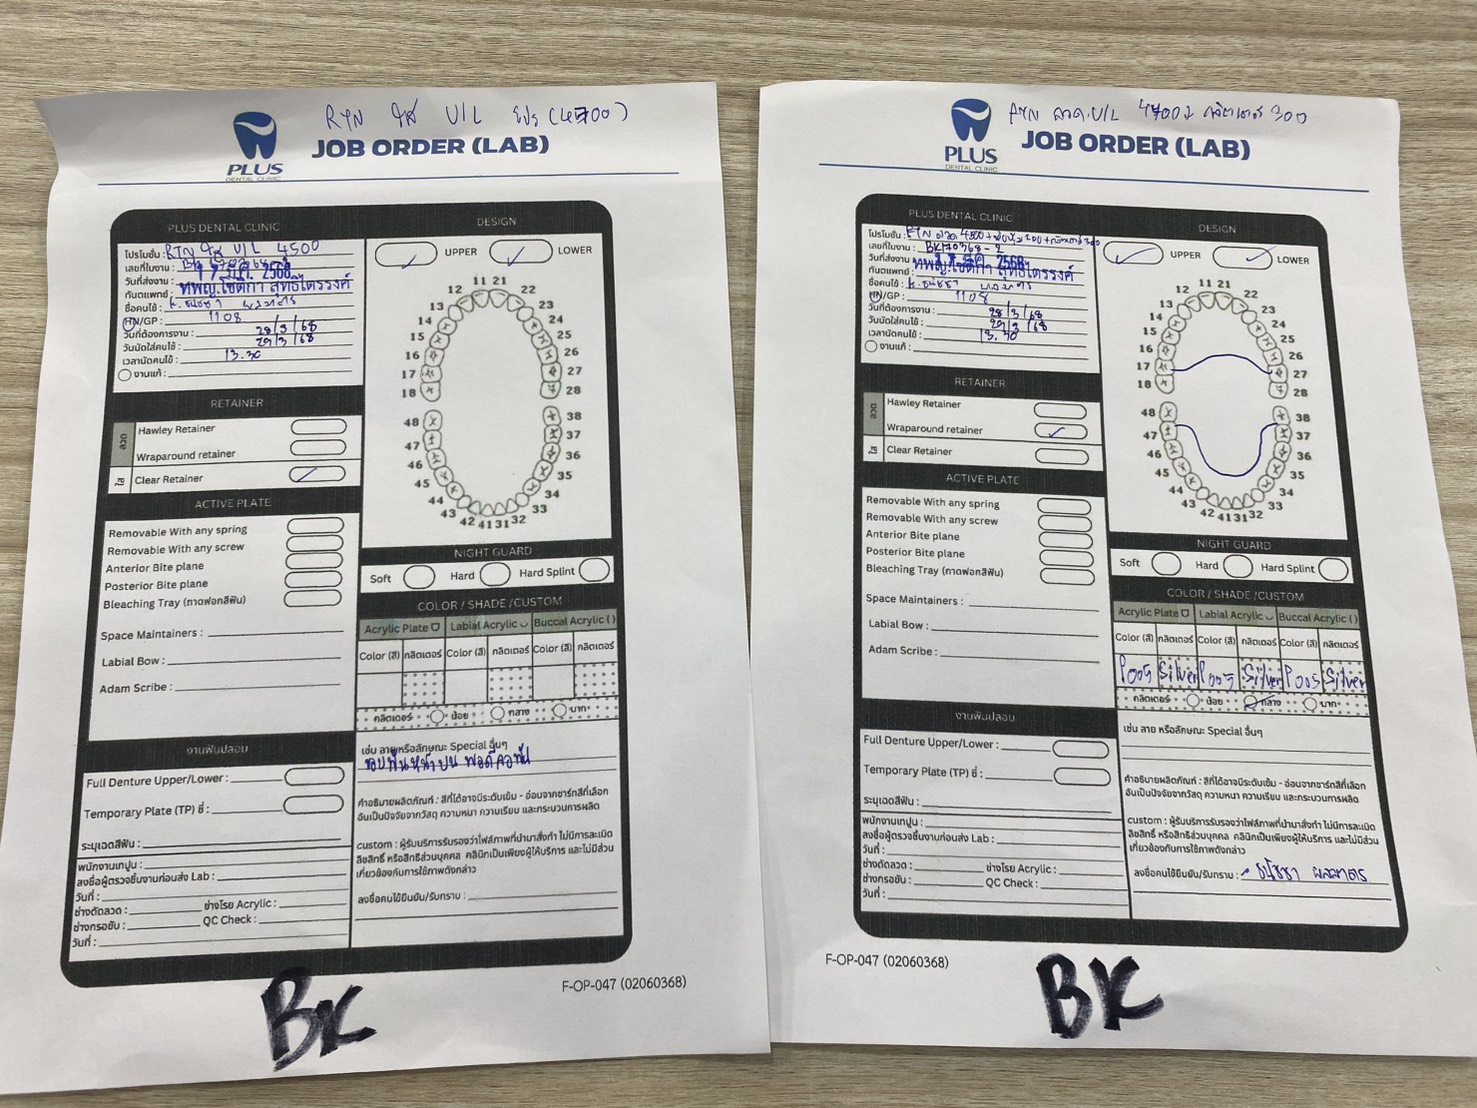 RTN ใส U/L โปร (4700)
PLUS
DENTAL CLINIC
JOB ORDER (LAB)
PLUS DENTAL CLINIC
โปรโมชั่น : RTN ใส U/L 4500
เลขที่ใบงาน :
วันที่ส่งงาน : 17 มี.ค. 2568
ทันตแพทย์ : ทพญ.โชติกา สุทธิไตรรงค์
ชื่อคนไข้ : K. ธนัชชา
HN/GP : 1108
วันที่ต้องการงาน : 28/3/68
วันนัดใส่คนไข้ : 29/3/68
เวลานัดคนไข้ : 13.30
งานแก้ :
DESIGN
UPPER
LOWER
12 11 21 22
13 23
14 24
15 25
16 26
17 27
18 28
48 38
47 37
46 36
45 35
44 34
43 33
42 41 31 32
RETAINER
ลวด
Hawley Retainer
Wraparound retainer
ใส
Clear Retainer
ACTIVE PLATE
Removable With any spring
Removable With any screw
Anterior Bite plane
Posterior Bite plane
Bleaching Tray (ถาดฟอกสีฟัน)
Space Maintainers :
Labial Bow :
Adam Scribe :
NIGHT GUARD
Soft Hard Hard Splint
COLOR / SHADE /CUSTOM
Acrylic Plate Labial Acrylic Buccal Acrylic ( )
Color (สี) กลิตเตอร์ Color (สี) กลิตเตอร์ Color (สี) กลิตเตอร์
กลิตเตอร์ น้อย กลาง มาก
งานฟันปลอม
Full Denture Upper/Lower :
Temporary Plate (TP) ซี่ :
ระบุเฉดสีฟัน :
พนักงานเทปูน :
ลงชื่อผู้ตรวจชิ้นงานก่อนส่ง Lab :
วันที่ :
ช่างดัดลวด : ช่างโรย Acrylic :
ช่างกรอขัน : QC Check :
วันที่ :
เช่น ลายหรือลักษณะ Special อื่นๆ
ขอบฟันหน้าบน พอดีคอฟัน
คำอธิบายผลิตภัณฑ์ : สีที่ได้อาจมีระดับเข้ม - อ่อนจากชาร์ทสีที่เลือก
อันเป็นปัจจัยจากวัสดุ ความหนา ความเรียบ และกระบวนการผลิต
custom : ผู้รับบริการรับรองว่าไฟล์ภาพที่นำมาสั่งทำ ไม่มีการละเมิด
ลิขสิทธิ์ หรือสิทธิส่วนบุคคล คลินิกเป็นเพียงผู้ให้บริการ และไม่มีส่วน
เกี่ยวข้องกับการใช้ภาพดังกล่าว
ลงชื่อคนไข้ยืนยัน/รับทราบ :
F-OP-047 (02060368)
BK
RTN ลวด U/L 4700 กลิตเตอร์ 300
PLUS
DENTAL CLINIC
JOB ORDER (LAB)
PLUS DENTAL CLINIC
โปรโมชั่น : RTN ลวด 4500 + 200 + กลิตเตอร์ 300
เลขที่ใบงาน : BK170368-2
วันที่ส่งงาน : 17 มี.ค. 2568
ทันตแพทย์ : ทพญ.โชติกา สุทธิไตรรงค์
ชื่อคนไข้ : K. ธนัชชา
HN/GP : 1108
วันที่ต้องการงาน : 28/3/68
วันนัดใส่คนไข้ : 29/3/68
เวลานัดคนไข้ : 13.30
งานแก้ :
DESIGN
UPPER
LOWER
12 11 21 22
13 23
14 24
15 25
16 26
17 27
18 28
48 38
47 37
46 36
45 35
44 34
43 33
42 41 31 32
RETAINER
ลวด
Hawley Retainer
Wraparound retainer
ใส
Clear Retainer
ACTIVE PLATE
Removable With any spring
Removable With any screw
Anterior Bite plane
Posterior Bite plane
Bleaching Tray (ถาดฟอกสีฟัน)
Space Maintainers :
Labial Bow :
Adam Scribe :
NIGHT GUARD
Soft Hard Hard Splint
COLOR / SHADE /CUSTOM
Acrylic Plate Labial Acrylic Buccal Acrylic ( )
Color (สี) กลิตเตอร์ Color (สี) กลิตเตอร์ Color (สี) กลิตเตอร์
P005 Silver P005 Silver P005 Silver
กลิตเตอร์ น้อย กลาง มาก
งานฟันปลอม
Full Denture Upper/Lower :
Temporary Plate (TP) ซี่ :
ระบุเฉดสีฟัน :
พนักงานเทปูน :
ลงชื่อผู้ตรวจชิ้นงานก่อนส่ง Lab :
วันที่ :
ช่างดัดลวด : ช่างโรย Acrylic :
ช่างกรอขัน : QC Check :
วันที่ :
เช่น ลาย หรือลักษณะ Special อื่นๆ
คำอธิบายผลิตภัณฑ์ : สีที่ได้อาจมีระดับเข้ม - อ่อนจากชาร์ทสีที่เลือก
อันเป็นปัจจัยจากวัสดุ ความหนา ความเรียบ และกระบวนการผลิต
custom : ผู้รับบริการรับรองว่าไฟล์ภาพที่นำมาสั่งทำ ไม่มีการละเมิด
ลิขสิทธิ์ หรือสิทธิส่วนบุคคล คลินิกเป็นเพียงผู้ให้บริการ และไม่มีส่วน
เกี่ยวข้องกับการใช้ภาพดังกล่าว
ลงชื่อคนไข้ยืนยัน/รับทราบ : ธนัชชา
F-OP-047 (02060368)
BK